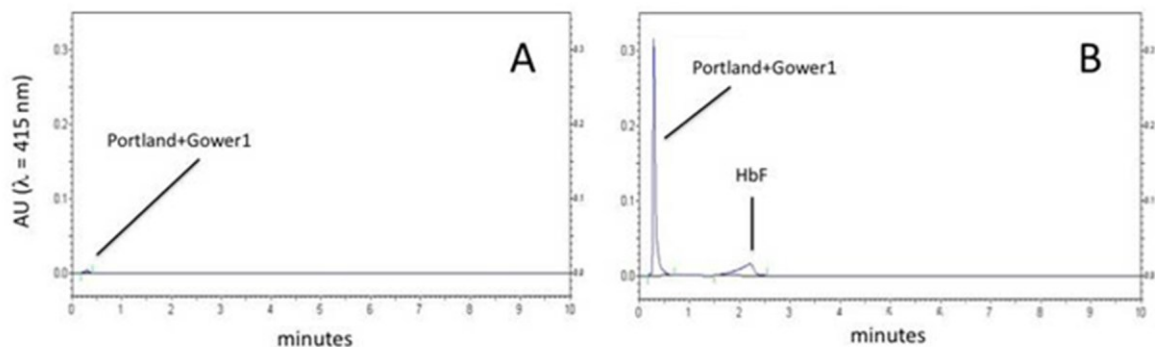 A
Portland+Gower1
AU (λ = 415 nm)
0.3
0.2
0.1
0.0
0 1 2 3 4 5 6 7 8 9 10
minutes
B
Portland+Gower1
HbF
0.3
0.2
0.1
0.0
0 1 2 3 4 5 6 7 8 9 10
minutes